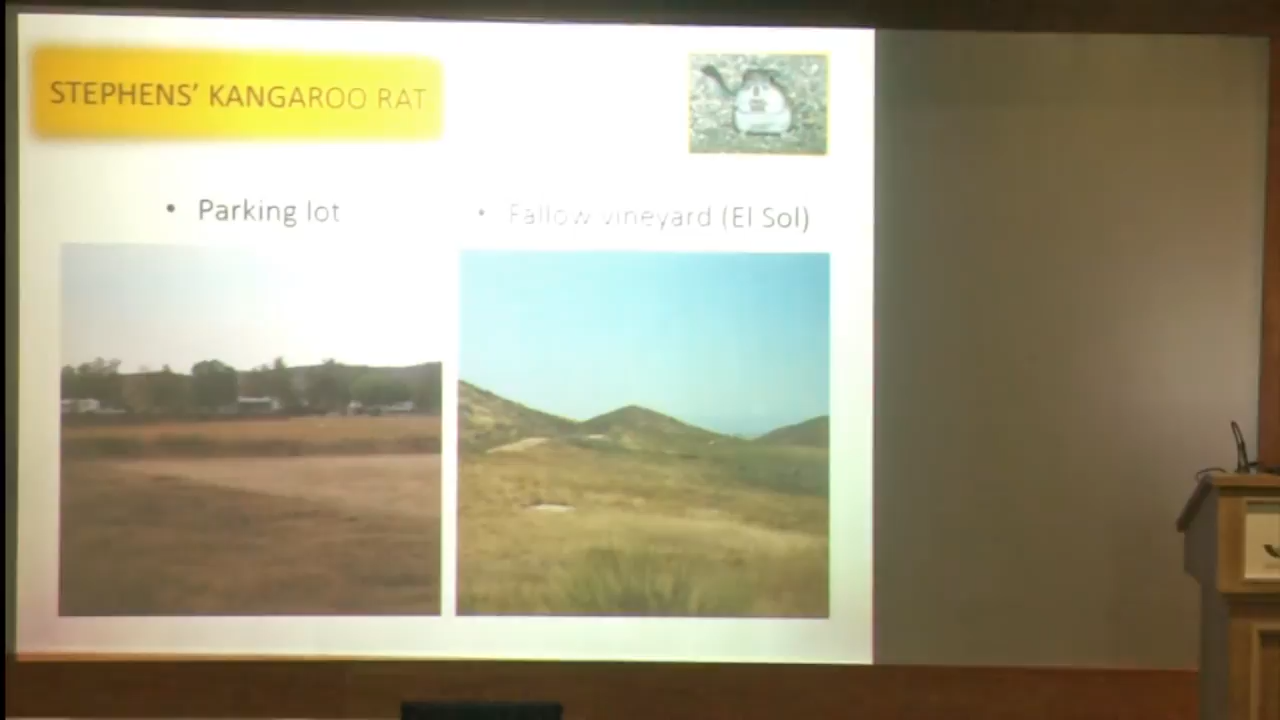 STEPHENS' KANGAROO RAT
• Parking lot
• Fallow vineyard (El Sol)